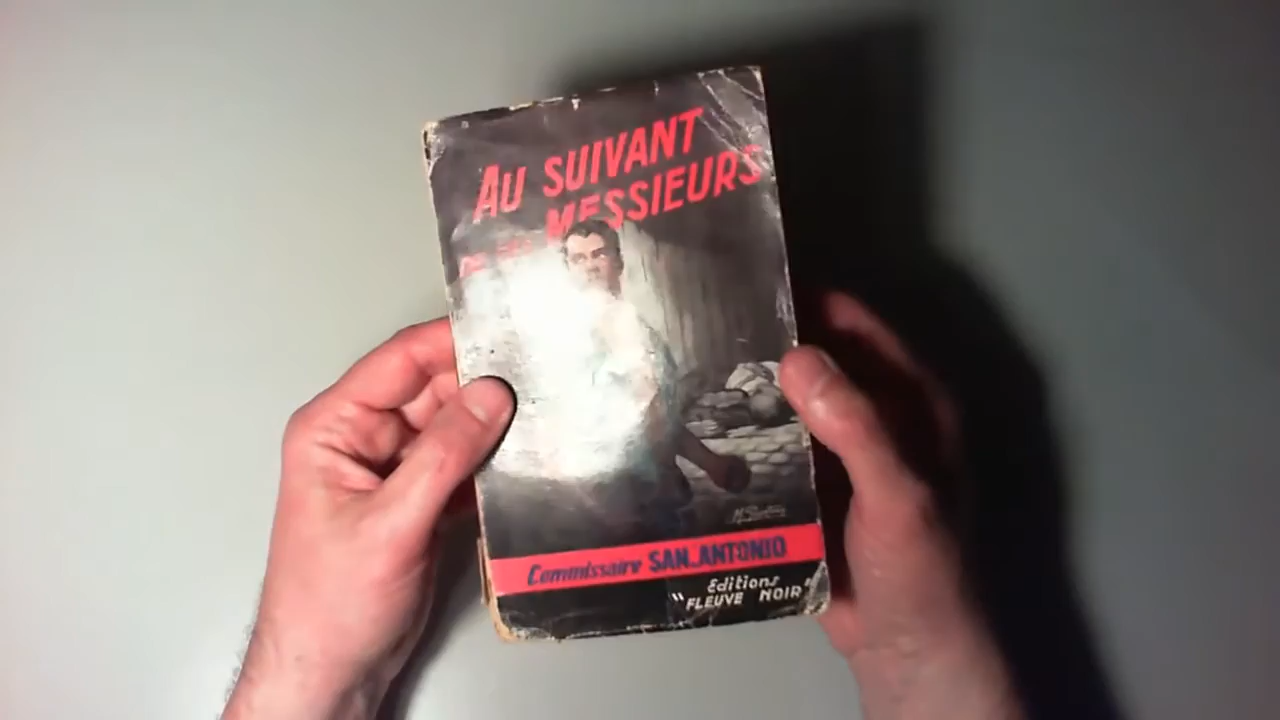 AU SUIVANT
MESSIEURS
Commissaire SAN-ANTONIO
Editions
"FLEUVE NOIR"